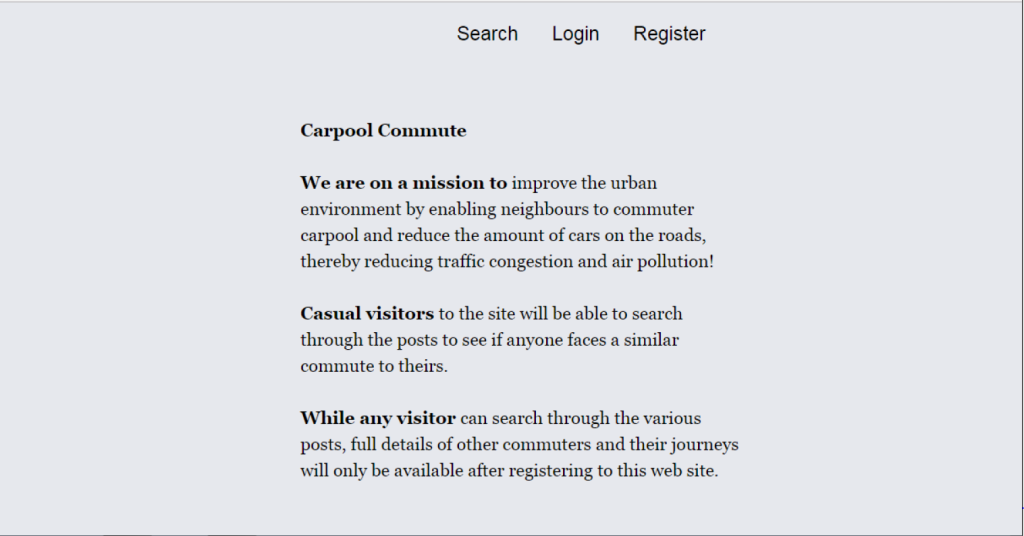 Search Login Register
Carpool Commute
We are on a mission to improve the urban
environment by enabling neighbours to commuter
carpool and reduce the amount of cars on the roads,
thereby reducing traffic congestion and air pollution!
Casual visitors to the site will be able to search
through the posts to see if anyone faces a similar
commute to theirs.
While any visitor can search through the various
posts, full details of other commuters and their journeys
will only be available after registering to this web site.